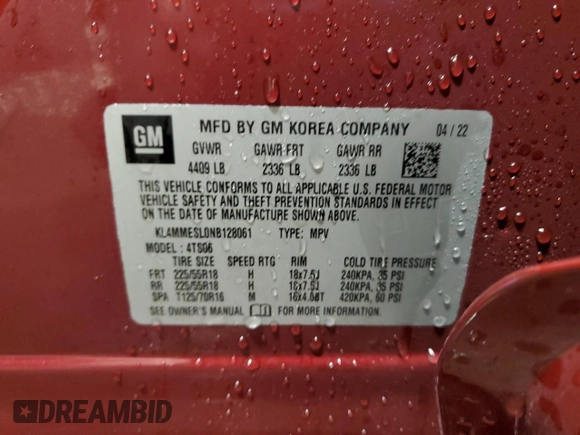 GM
MFD BY GM KOREA COMPANY 04 / 22
GVWR GAWR FRT GAWR RR
4409 LB 2336 LB 2336 LB
THIS VEHICLE CONFORMS TO ALL APPLICABLE U.S. FEDERAL MOTOR
VEHICLE SAFETY AND THEFT PREVENTION STANDARDS IN EFFECT ON
THE DATE OF MANUFACTURE SHOWN ABOVE.
KL4MMESL0NB128061 TYPE: MPV
MODEL : 4TS06
TIRE SIZE SPEED RTG RIM COLD TIRE PRESSURE
FRT 225/55R18 H 18x7.5J 240KPA, 35 PSI
RR 225/55R18 H 18x7.5J 240KPA, 35 PSI
SPA T125/70R16 M 16x4.0BT 420KPA, 60 PSI
SEE OWNER'S MANUAL FOR MORE INFORMATION.
DREAMBID